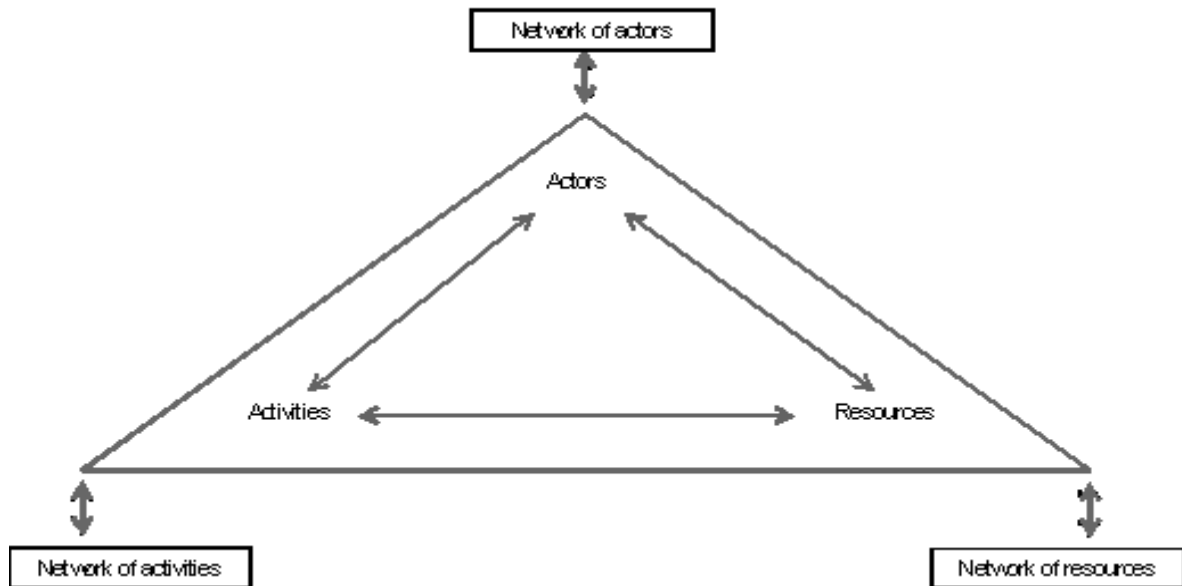 Network of actors
Actors
Activities
Resources
Network of activities
Network of resources